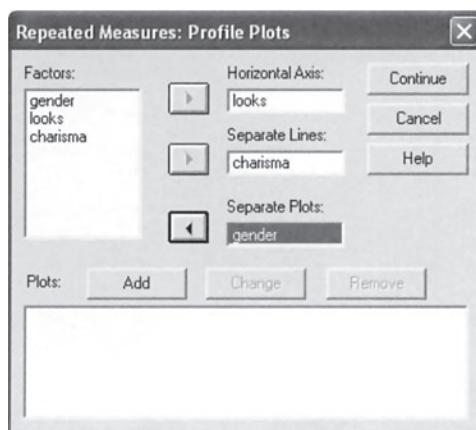 Repeated Measures: Profile Plots
Factors:
gender
looks
charisma
Horizontal Axis:
looks
Separate Lines:
charisma
Separate Plots:
gender
Continue
Cancel
Help
Plots:
Add
Change
Remove